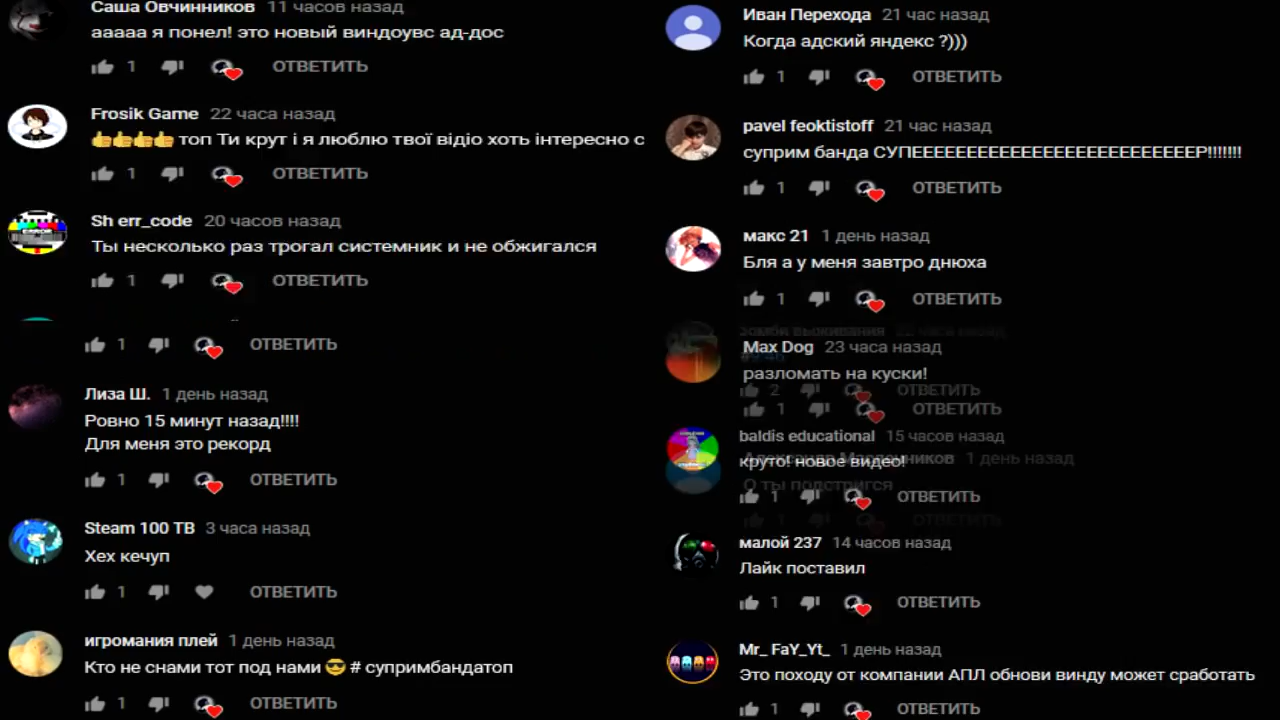 Саша Овчинников 11 часов назад
ааааа я понел! это новый виндоувс ад-дос
1 ОТВЕТИТЬ
Frosik Game 22 часа назад
👍👍👍👍 топ Ти крут і я люблю твої відіо хоть інтересно с
1 ОТВЕТИТЬ
Sh err_code 20 часов назад
Ты несколько раз трогал системник и не обжигался
1 ОТВЕТИТЬ
1 ОТВЕТИТЬ
Лиза Ш. 1 день назад
Ровно 15 минут назад!!!!
Для меня это рекорд
1 ОТВЕТИТЬ
Steam 100 TB 3 часа назад
Хех кечуп
1 ОТВЕТИТЬ
игромания плей 1 день назад
Кто не снами тот под нами 😎 # супримбандатоп
1 ОТВЕТИТЬ
Иван Перехода 21 час назад
Когда адский яндекс ?)))
1 ОТВЕТИТЬ
pavel feoktistoff 21 час назад
суприм банда СУПЕЕЕЕЕЕЕЕЕЕЕЕЕЕЕЕЕЕЕЕЕЕЕЕЕР!!!!!!!
1 ОТВЕТИТЬ
макс 21 1 день назад
Бля а у меня завтро днюха
1 ОТВЕТИТЬ
Зомби выживания 22 часа назад
Max Dog 23 часа назад
разломать на куски!
2 ОТВЕТИТЬ
1 ОТВЕТИТЬ
baldis educational 15 часов назад
круто! новое видео!
1 день назад
О ты подстригся
1 ОТВЕТИТЬ
1 ОТВЕТИТЬ
малой 237 14 часов назад
Лайк поставил
1 ОТВЕТИТЬ
Mr_ FaY_Yt_ 1 день назад
Это походу от компании АПЛ обнови винду может сработать
1 ОТВЕТИТЬ